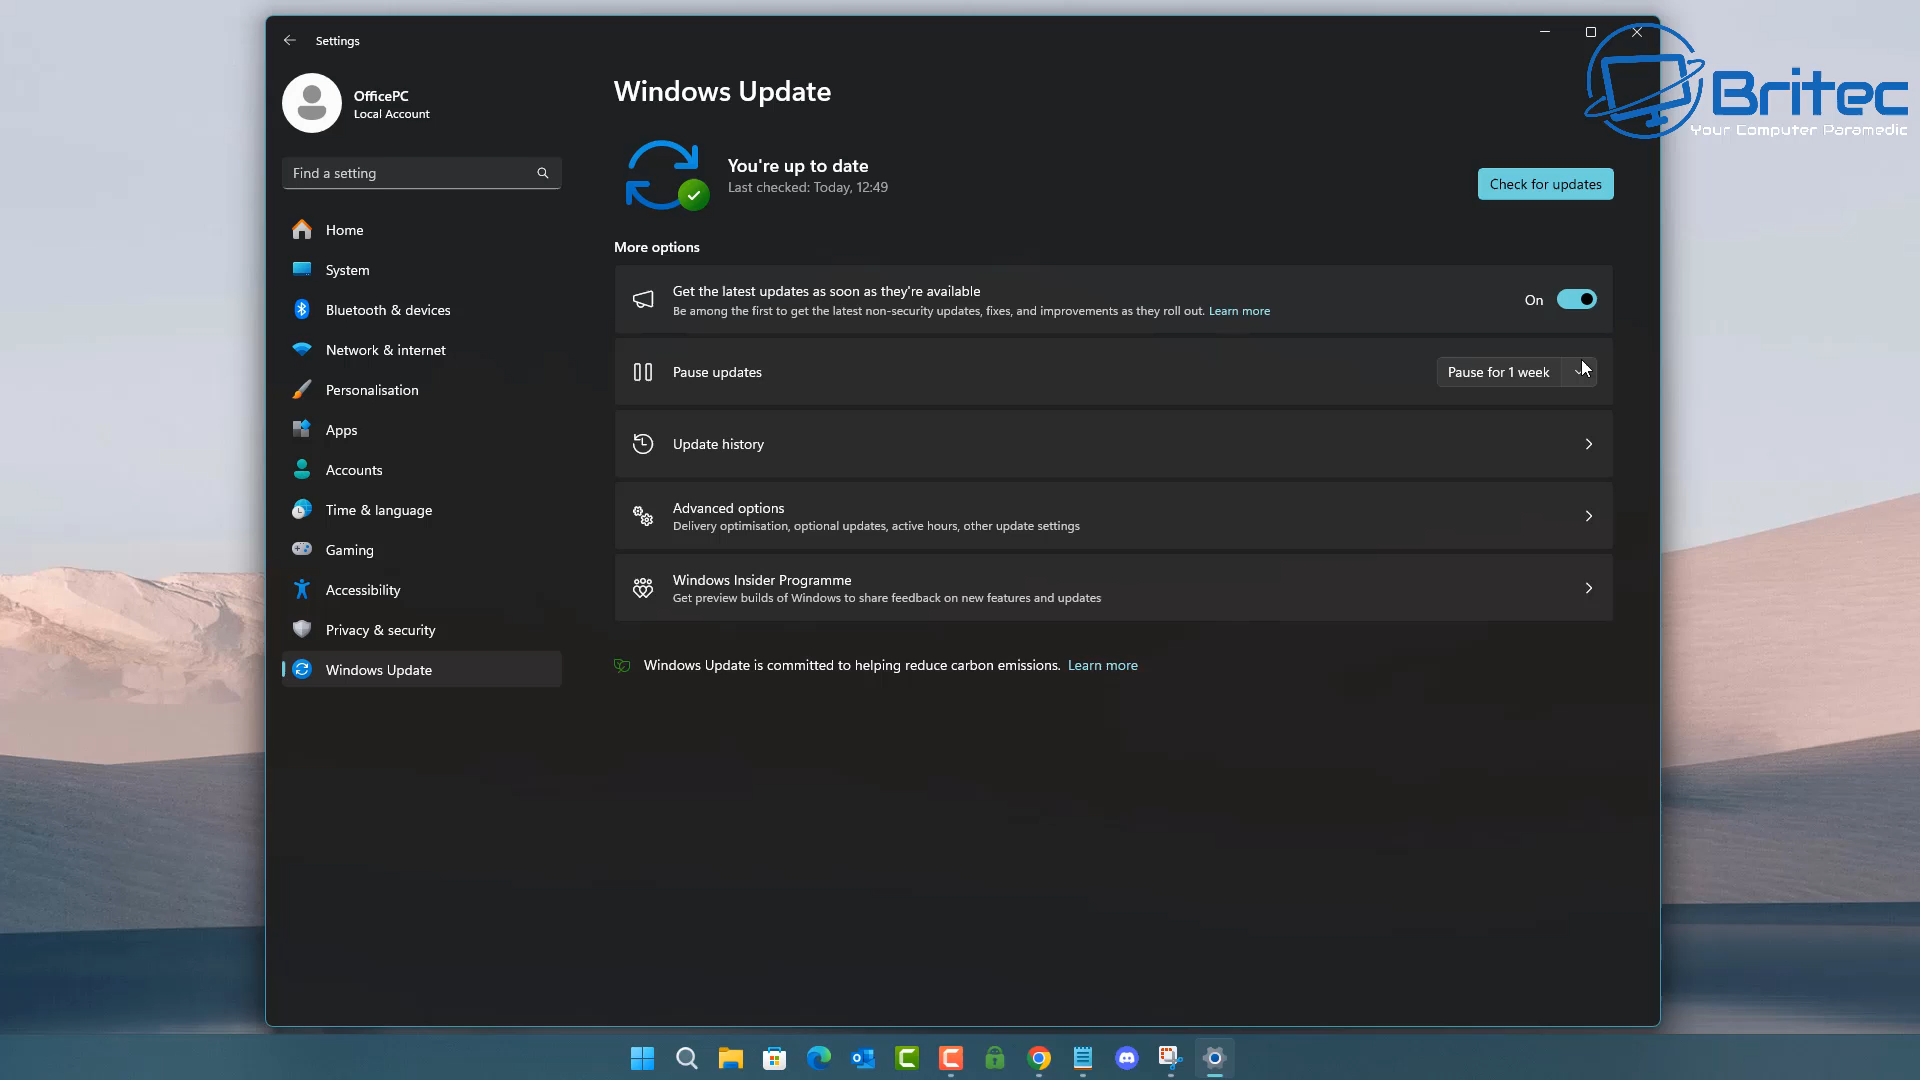 Settings
OfficePC
Local Account
Find a setting
Home
System
Bluetooth & devices
Network & internet
Personalisation
Apps
Accounts
Time & language
Gaming
Accessibility
Privacy & security
Windows Update
Windows Update
You're up to date
Last checked: Today, 12:49
Check for updates
More options
Get the latest updates as soon as they're available
Be among the first to get the latest non-security updates, fixes, and improvements as they roll out. Learn more
On
Pause updates
Pause for 1 week
Update history
Advanced options
Delivery optimisation, optional updates, active hours, other update settings
Windows Insider Programme
Get preview builds of Windows to share feedback on new features and updates
Windows Update is committed to helping reduce carbon emissions. Learn more
Britec
Your Computer Paramedic